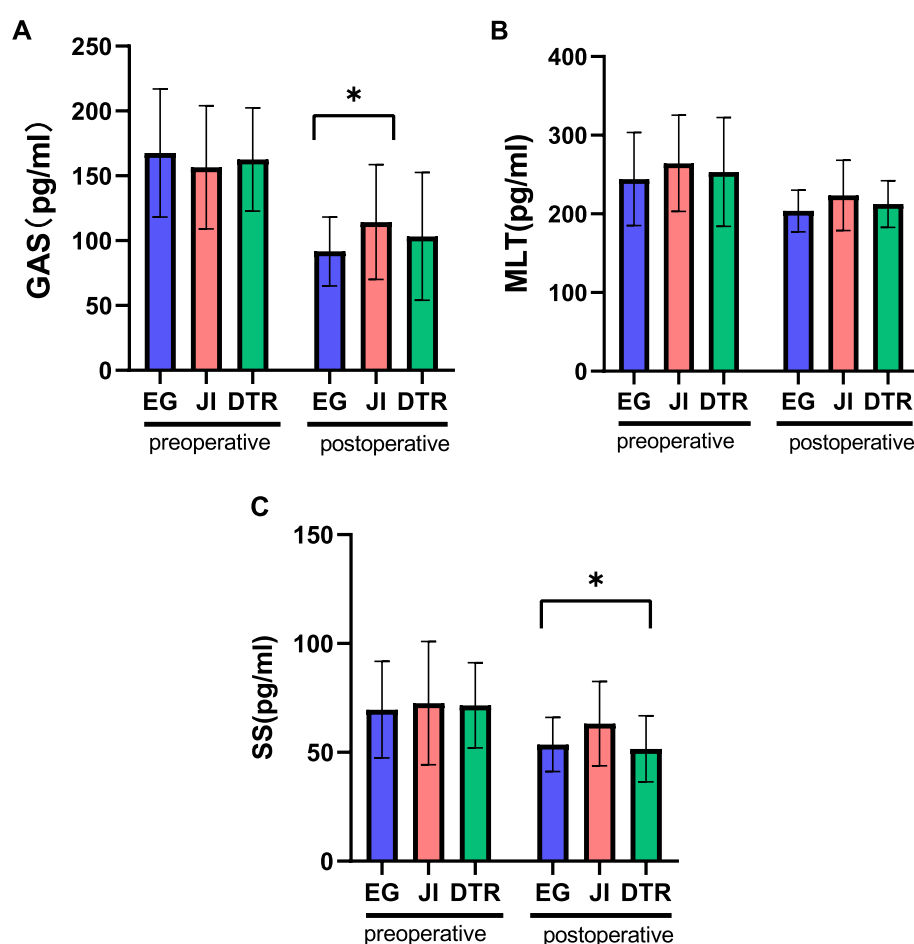 A
GAS（pg/ml）
250
200
150
100
50
0
*
EG JI DTR EG JI DTR
preoperative postoperative
B
MLT(pg/ml)
400
300
200
100
0
EG JI DTR EG JI DTR
preoperative postoperative
C
SS(pg/ml)
150
100
50
0
*
EG JI DTR EG JI DTR
preoperative postoperative